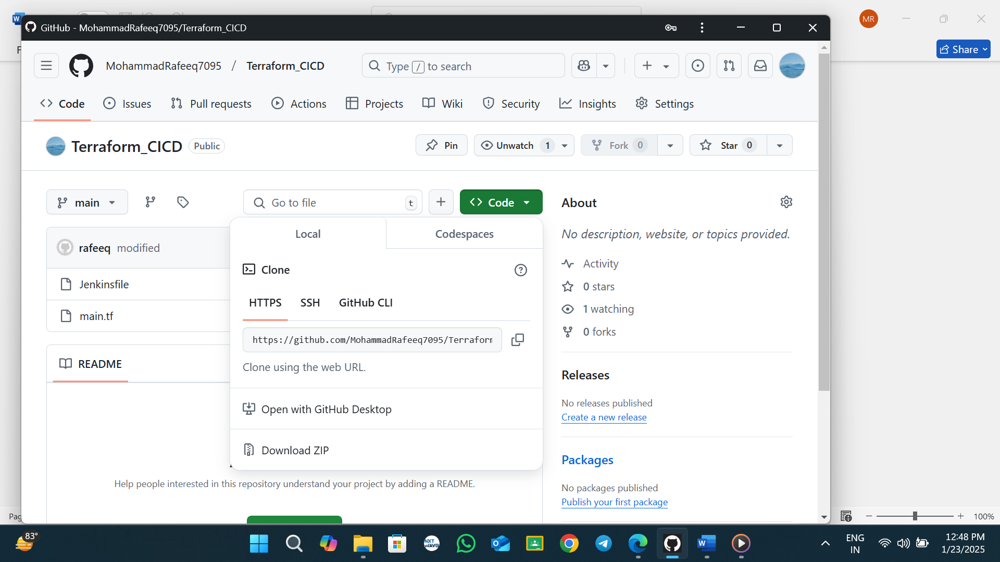 GitHub - MohammadRafeeq7095/Terraform_CICD
MR
Share
MohammadRafeeq7095 / Terraform_CICD
Type / to search
Code Issues Pull requests Actions Projects Wiki Security Insights Settings
Terraform_CICD Public
Pin
Unwatch 1
Fork 0
Star 0
main
Go to file t
Code
About
Local
Codespaces
No description, website, or topics provided.
rafeeq modified
Activity
Clone
Jenkinsfile
0 stars
HTTPS SSH GitHub CLI
1 watching
main.tf
0 forks
https://github.com/MohammadRafeeq7095/Terraform
README
Clone using the web URL.
Releases
Open with GitHub Desktop
No releases published
Create a new release
Download ZIP
Packages
Help people interested in this repository understand your project by adding a README.
No packages published
Publish your first package
100%
83°
NXT
WAVE
ENG
IN
12:48 PM
1/23/2025